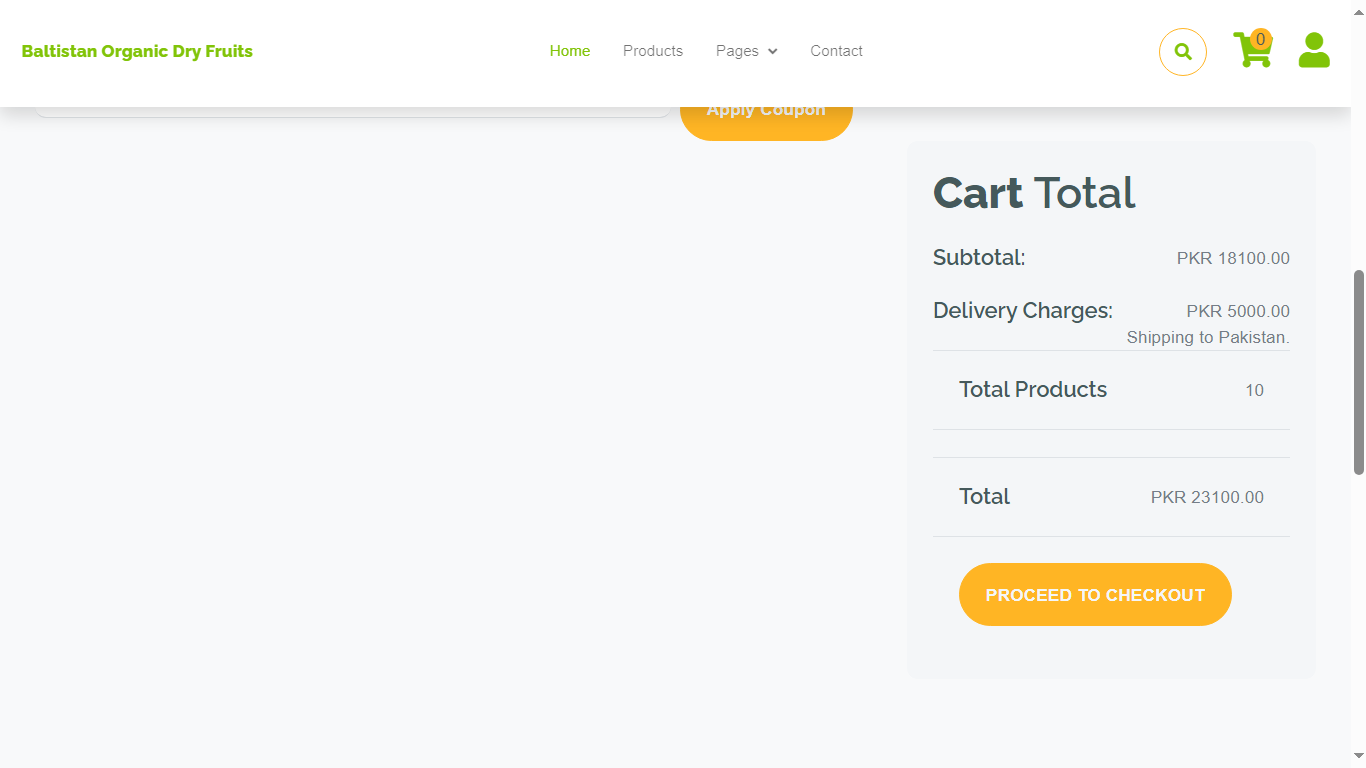 Baltistan Organic Dry Fruits
Home Products Pages Contact
0
Apply Coupon
Cart Total
Subtotal: PKR 18100.00
Delivery Charges: PKR 5000.00
Shipping to Pakistan.
Total Products 10
Total PKR 23100.00
PROCEED TO CHECKOUT